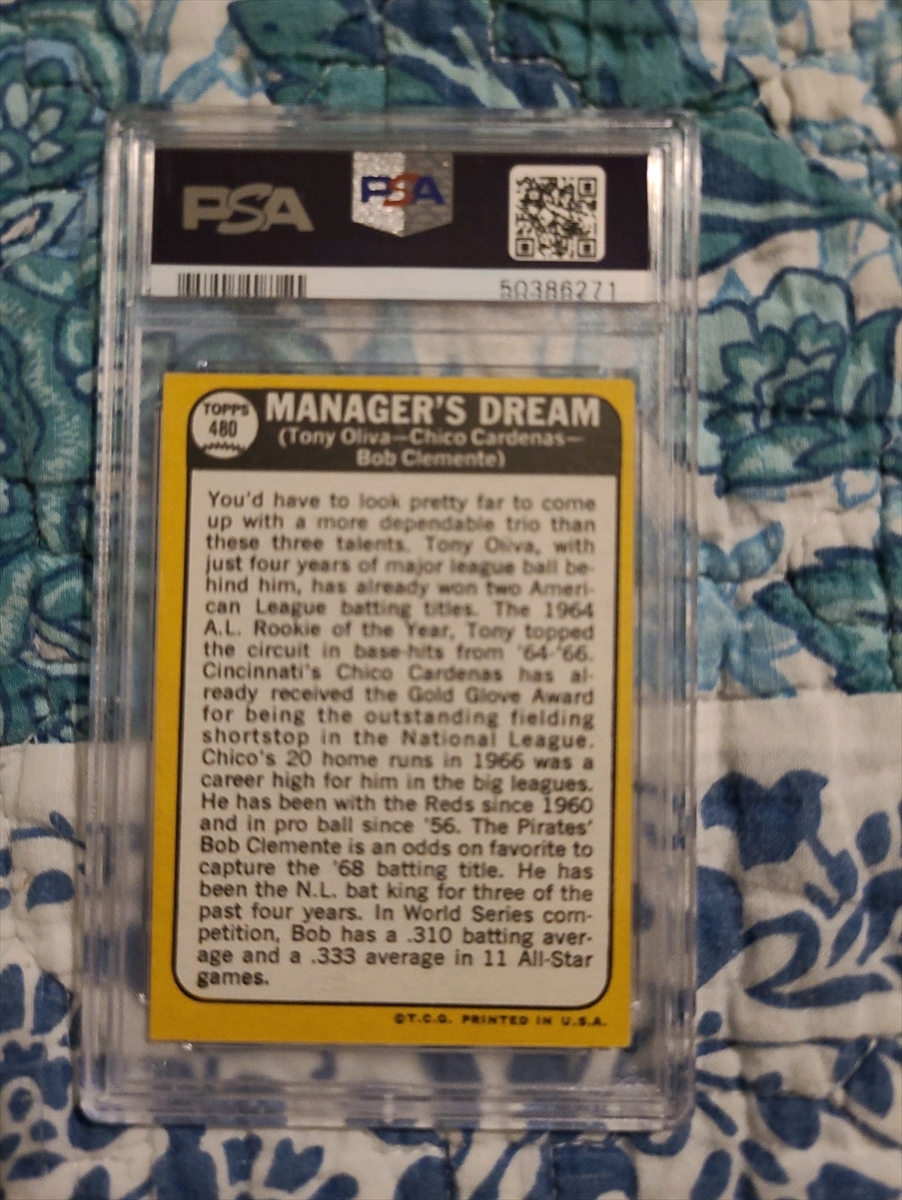 PSA
PSA
50386271
TOPPS
480
MANAGER'S DREAM
(Tony Oliva—Chico Cardenas—
Bob Clemente)
You'd have to look pretty far to come
up with a more dependable trio than
these three talents. Tony Oliva, with
just four years of major league ball be-
hind him, has already won two Ameri-
can League batting titles. The 1964
A.L. Rookie of the Year, Tony topped
the circuit in base-hits from '64-'66.
Cincinnati's Chico Cardenas has al-
ready received the Gold Glove Award
for being the outstanding fielding
shortstop in the National League.
Chico's 20 home runs in 1966 was a
career high for him in the big leagues.
He has been with the Reds since 1960
and in pro ball since '56. The Pirates'
Bob Clemente is an odds on favorite to
capture the '68 batting title. He has
been the N.L. bat king for three of the
past four years. In World Series com-
petition, Bob has a .310 batting aver-
age and a .333 average in 11 All-Star
games.
©T.C.G. PRINTED IN U.S.A.